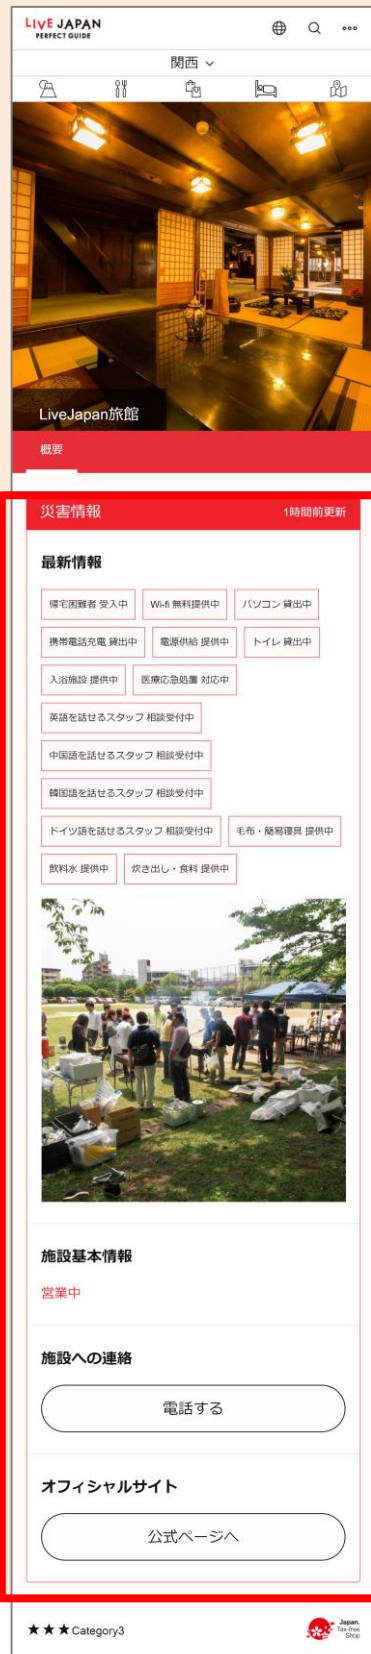 LIVE JAPAN
PERFECT GUIDE
関西
LiveJapan旅館
概要
災害情報 1時間前更新
最新情報
帰宅困難者 受入中 Wi-fi 無料提供中 パソコン 貸出中
携帯電話充電 貸出中 電源供給 提供中 トイレ 貸出中
入浴施設 提供中 医療応急処置 対応中
英語を話せるスタッフ 相談受付中
中国語を話せるスタッフ 相談受付中
韓国語を話せるスタッフ 相談受付中
ドイツ語を話せるスタッフ 相談受付中 毛布・簡易寝具 提供中
飲料水 提供中 炊き出し・食料 提供中
施設基本情報
営業中
施設への連絡
電話する
オフィシャルサイト
公式ページへ
★★★Category3
Japan.
Tax-free
Shop